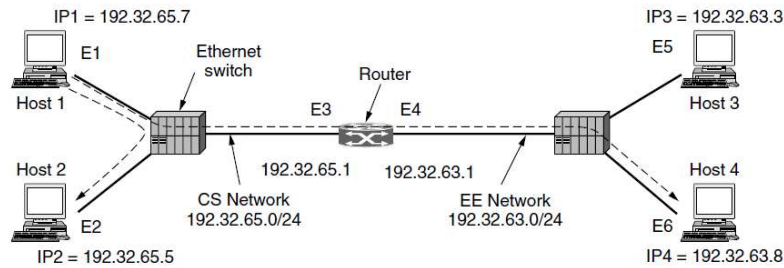 IP1 = 192.32.65.7
E1
Host 1
Ethernet
switch
Host 2
E2
IP2 = 192.32.65.5
E3
Router
E4
192.32.65.1
192.32.63.1
CS Network
192.32.65.0/24
EE Network
192.32.63.0/24
IP3 = 192.32.63.3
E5
Host 3
Host 4
E6
IP4 = 192.32.63.8